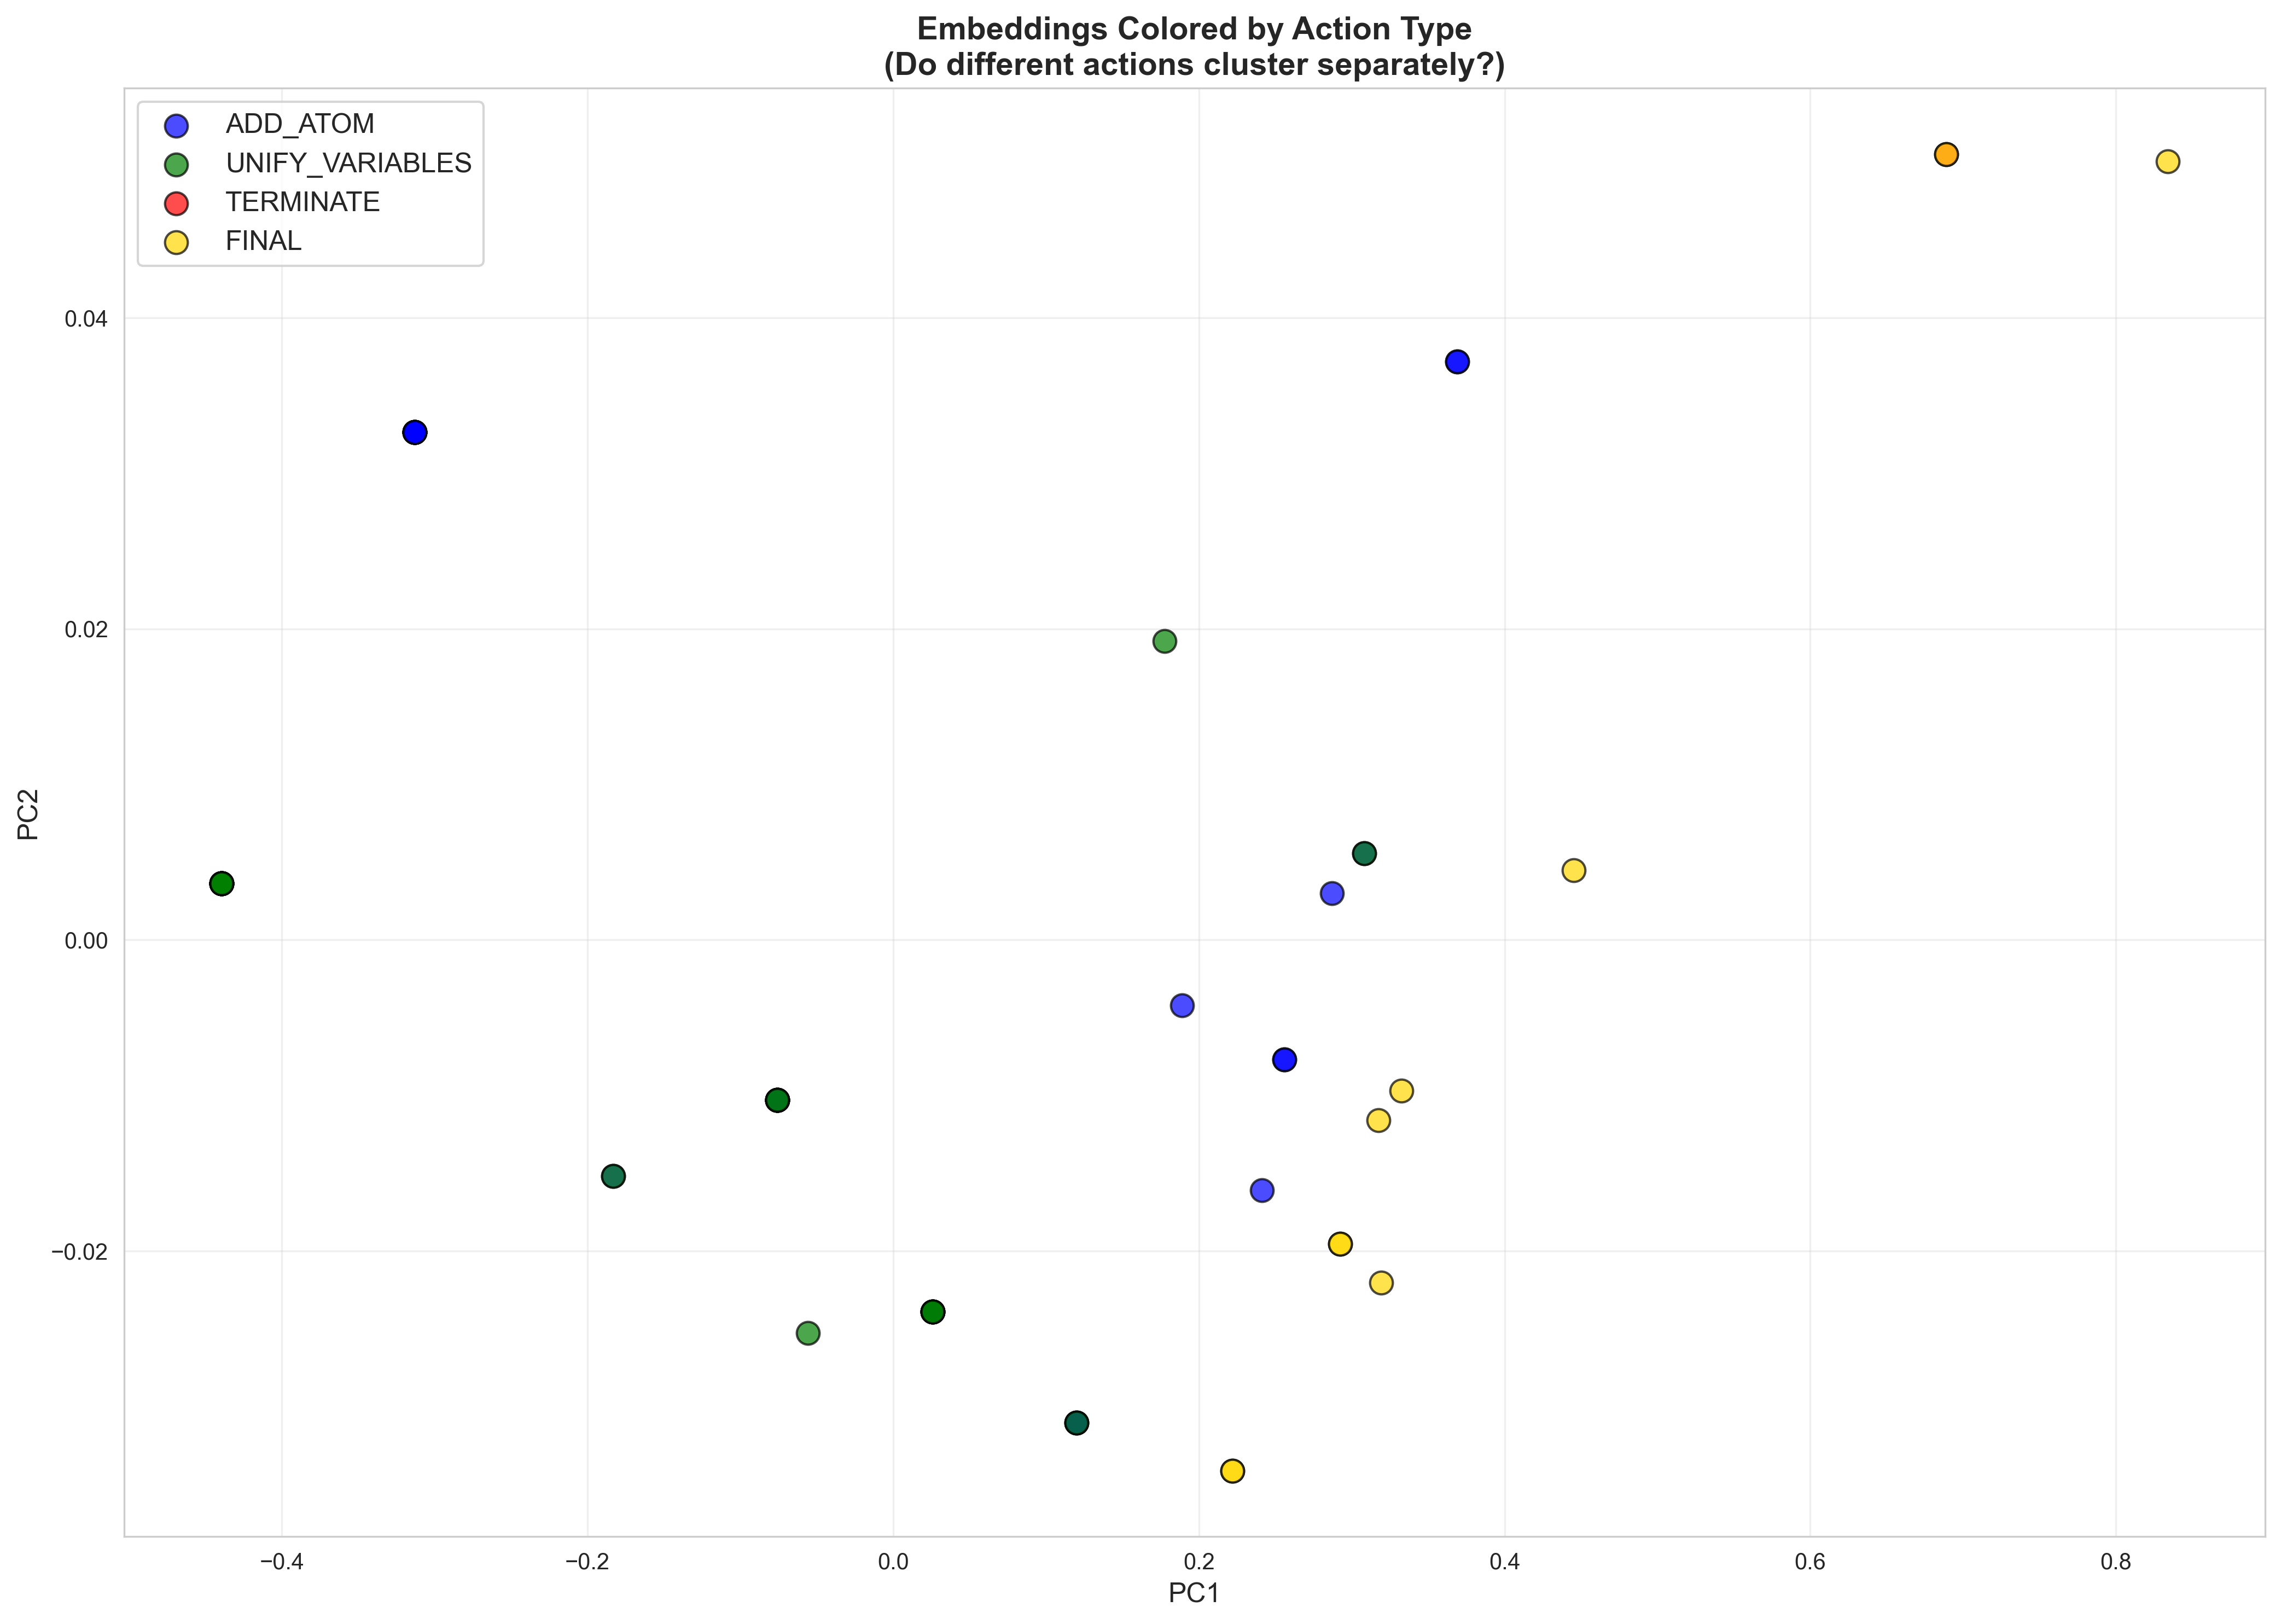 Embeddings Colored by Action Type
(Do different actions cluster separately?)
ADD_ATOM
UNIFY_VARIABLES
TERMINATE
FINAL
0.04
0.02
0.00
−0.02
PC2
−0.4
−0.2
0.0
0.2
0.4
0.6
0.8
PC1